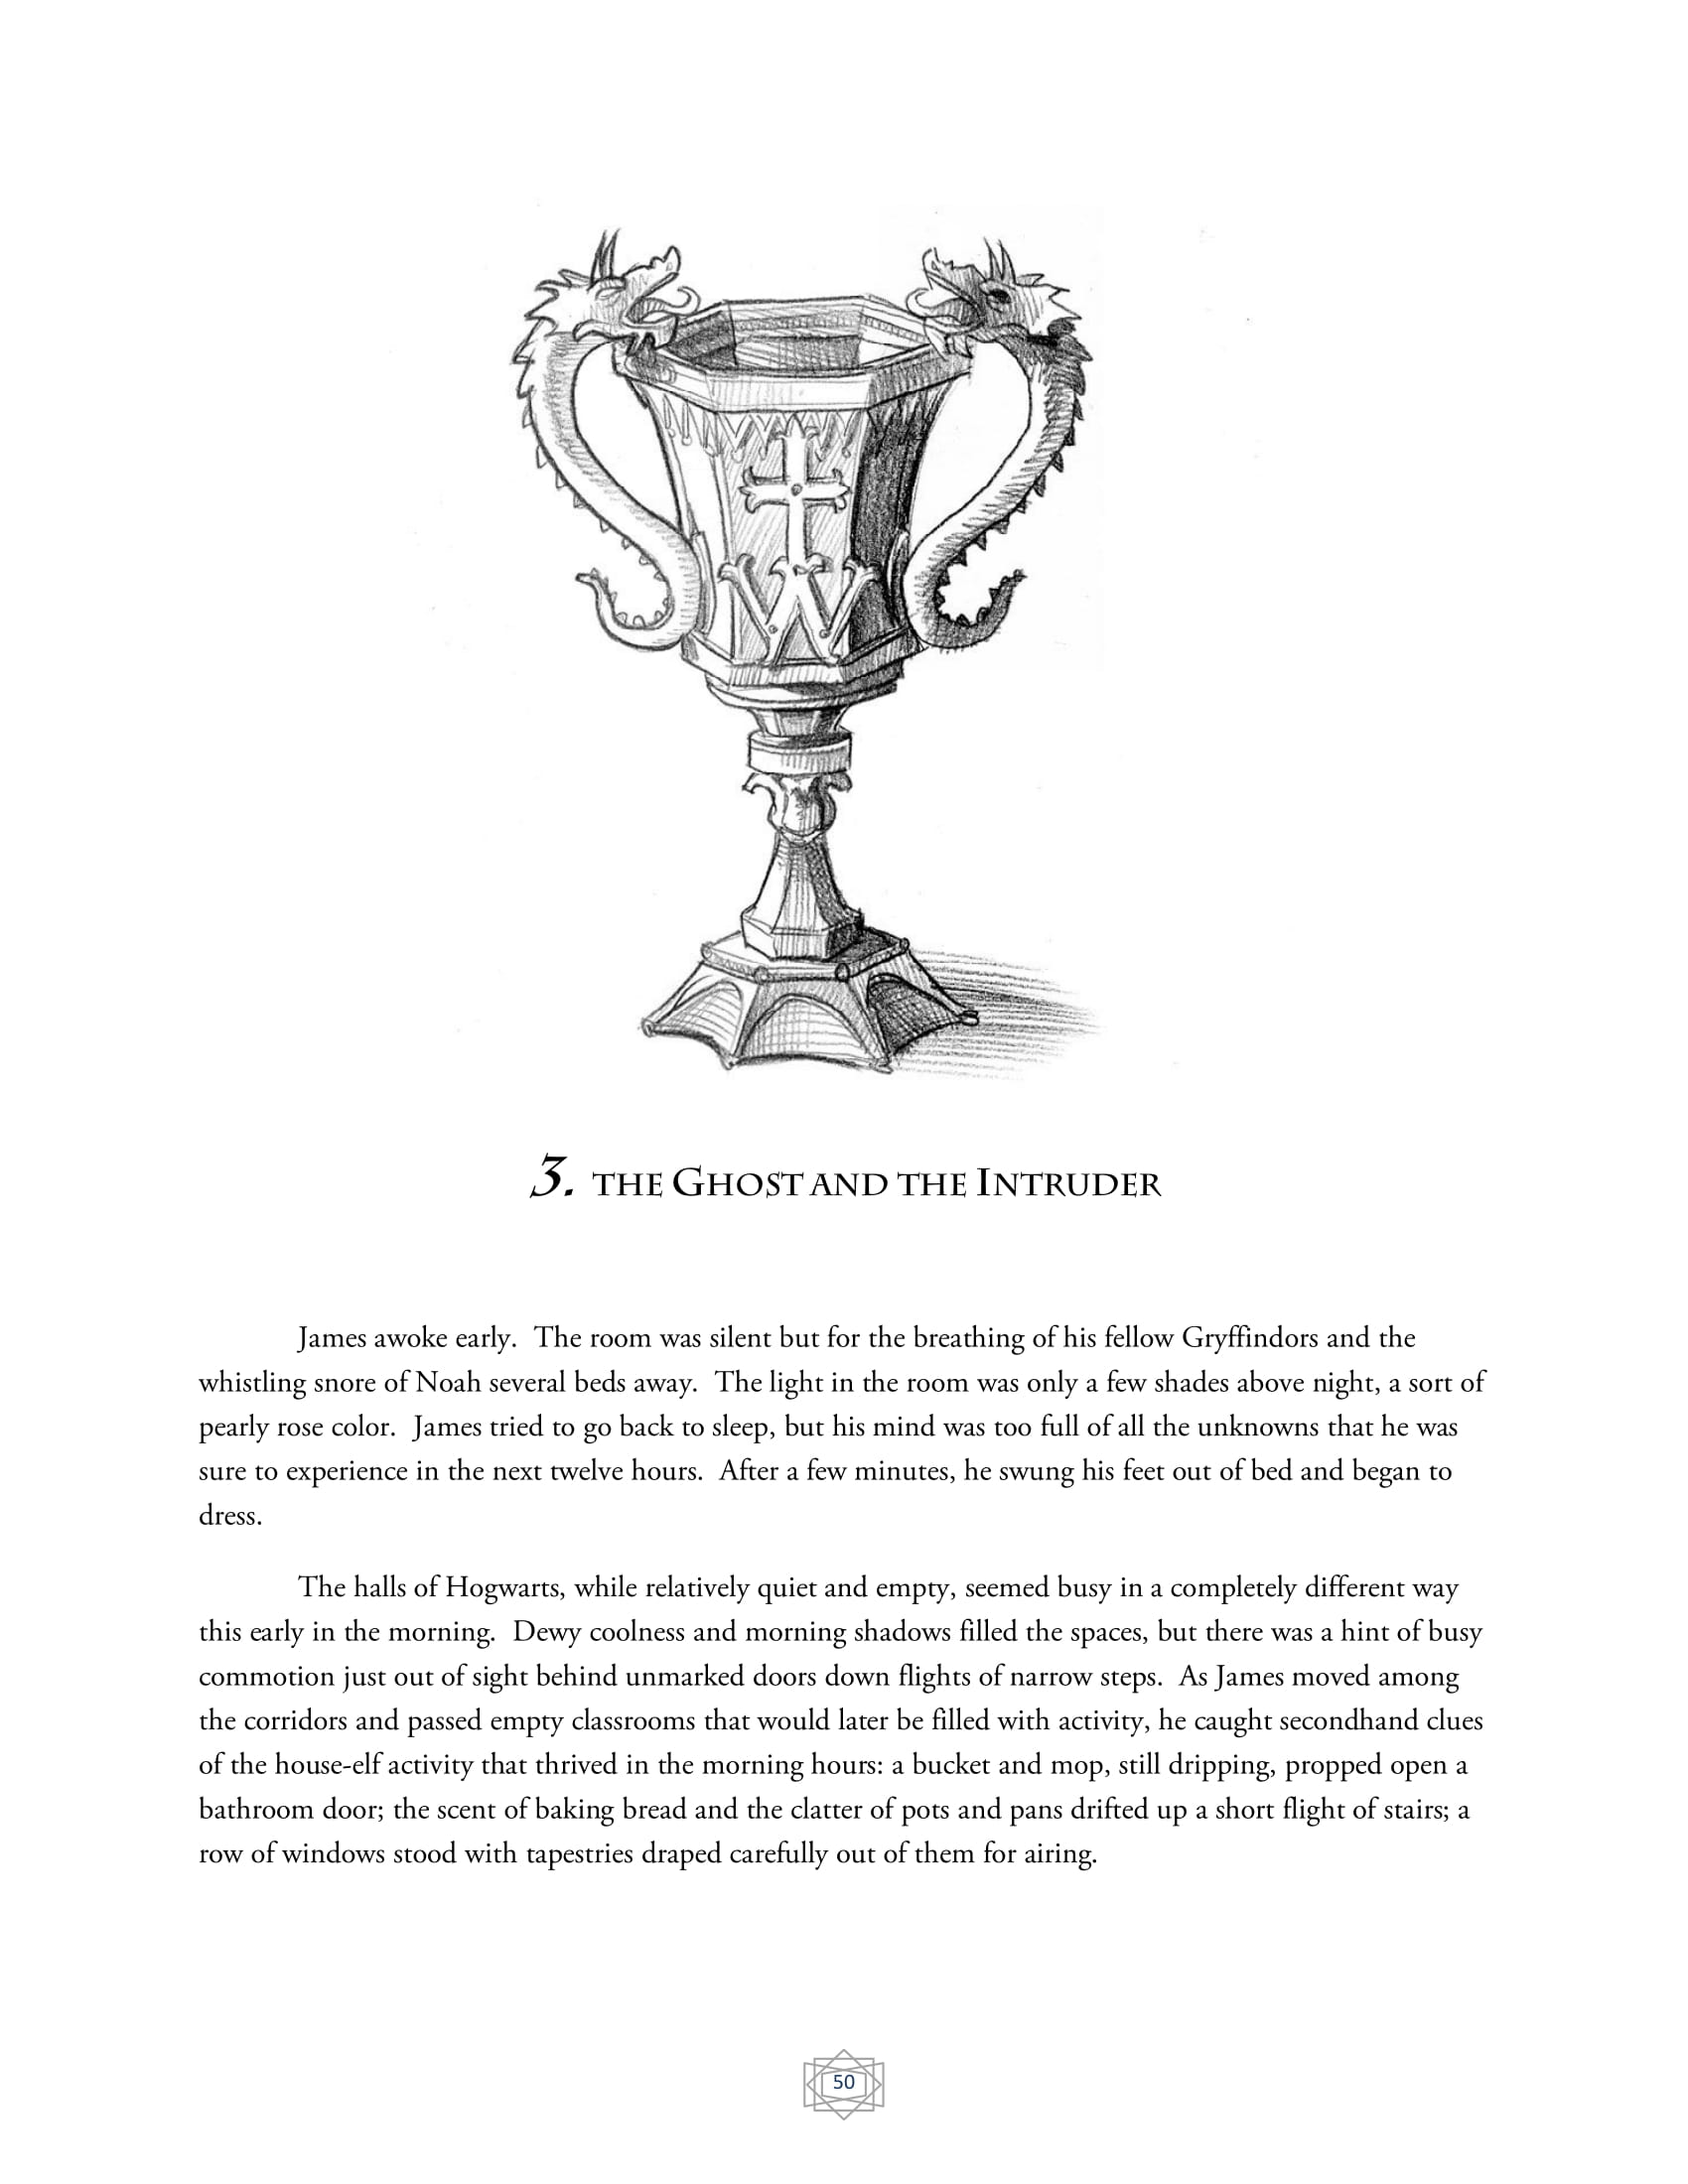 W
3. THE GHOST AND THE INTRUDER
James awoke early.  The room was silent but for the breathing of his fellow Gryffindors and the
whistling snore of Noah several beds away.  The light in the room was only a few shades above night, a sort of
pearly rose color.  James tried to go back to sleep, but his mind was too full of all the unknowns that he was
sure to experience in the next twelve hours.  After a few minutes, he swung his feet out of bed and began to
dress.
The halls of Hogwarts, while relatively quiet and empty, seemed busy in a completely different way
this early in the morning.  Dewy coolness and morning shadows filled the spaces, but there was a hint of busy
commotion just out of sight behind unmarked doors down flights of narrow steps.  As James moved among
the corridors and passed empty classrooms that would later be filled with activity, he caught secondhand clues
of the house-elf activity that thrived in the morning hours: a bucket and mop, still dripping, propped open a
bathroom door; the scent of baking bread and the clatter of pots and pans drifted up a short flight of stairs; a
row of windows stood with tapestries draped carefully out of them for airing.
50